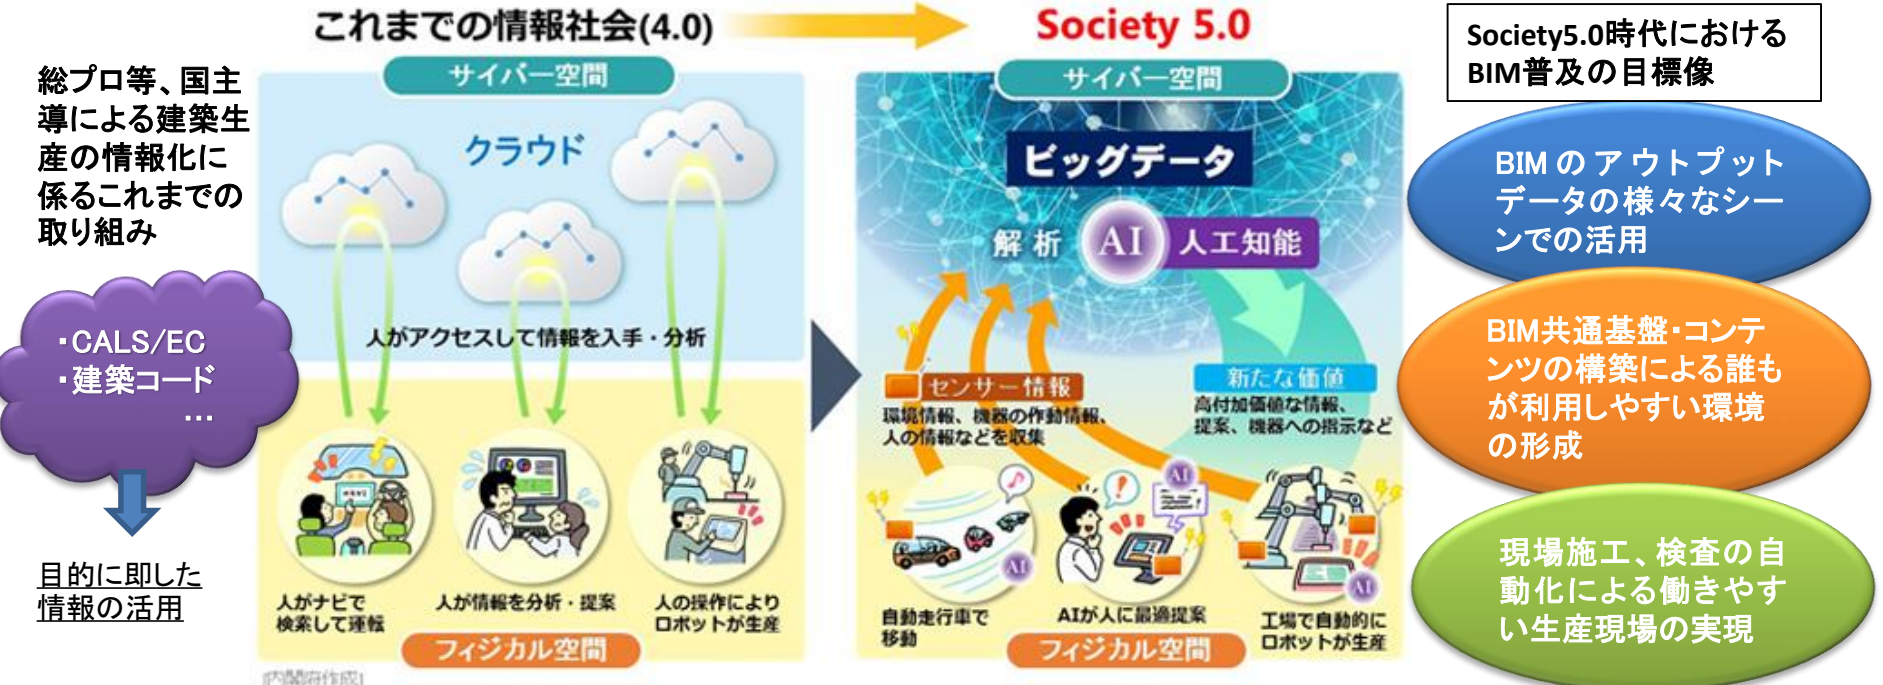 これまでの情報社会(4.0)
Society 5.0
Society5.0時代における
BIM普及の目標像
総プロ等、国主
導による建築生
産の情報化に
係るこれまでの
取り組み
・CALS/EC
・建築コード
…
目的に即した
情報の活用
サイバー空間
クラウド
人がアクセスして情報を入手・分析
人がナビで
検索して運転
人が情報を分析・提案
人の操作により
ロボットが生産
フィジカル空間
[内閣府作成]
サイバー空間
ビッグデータ
解析 AI 人工知能
センサー情報
環境情報、機器の作動情報、
人の情報などを収集
新たな価値
高付加価値な情報、
提案、機器への指示など
AI
AI
AI
自動走行車で
移動
AIが人に最適提案
工場で自動的に
ロボットが生産
フィジカル空間
BIMのアウトプット
データの様々なシー
ンでの活用
BIM共通基盤・コンテ
ンツの構築による誰も
が利用しやすい環境
の形成
現場施工、検査の自
動化による働きやす
い生産現場の実現